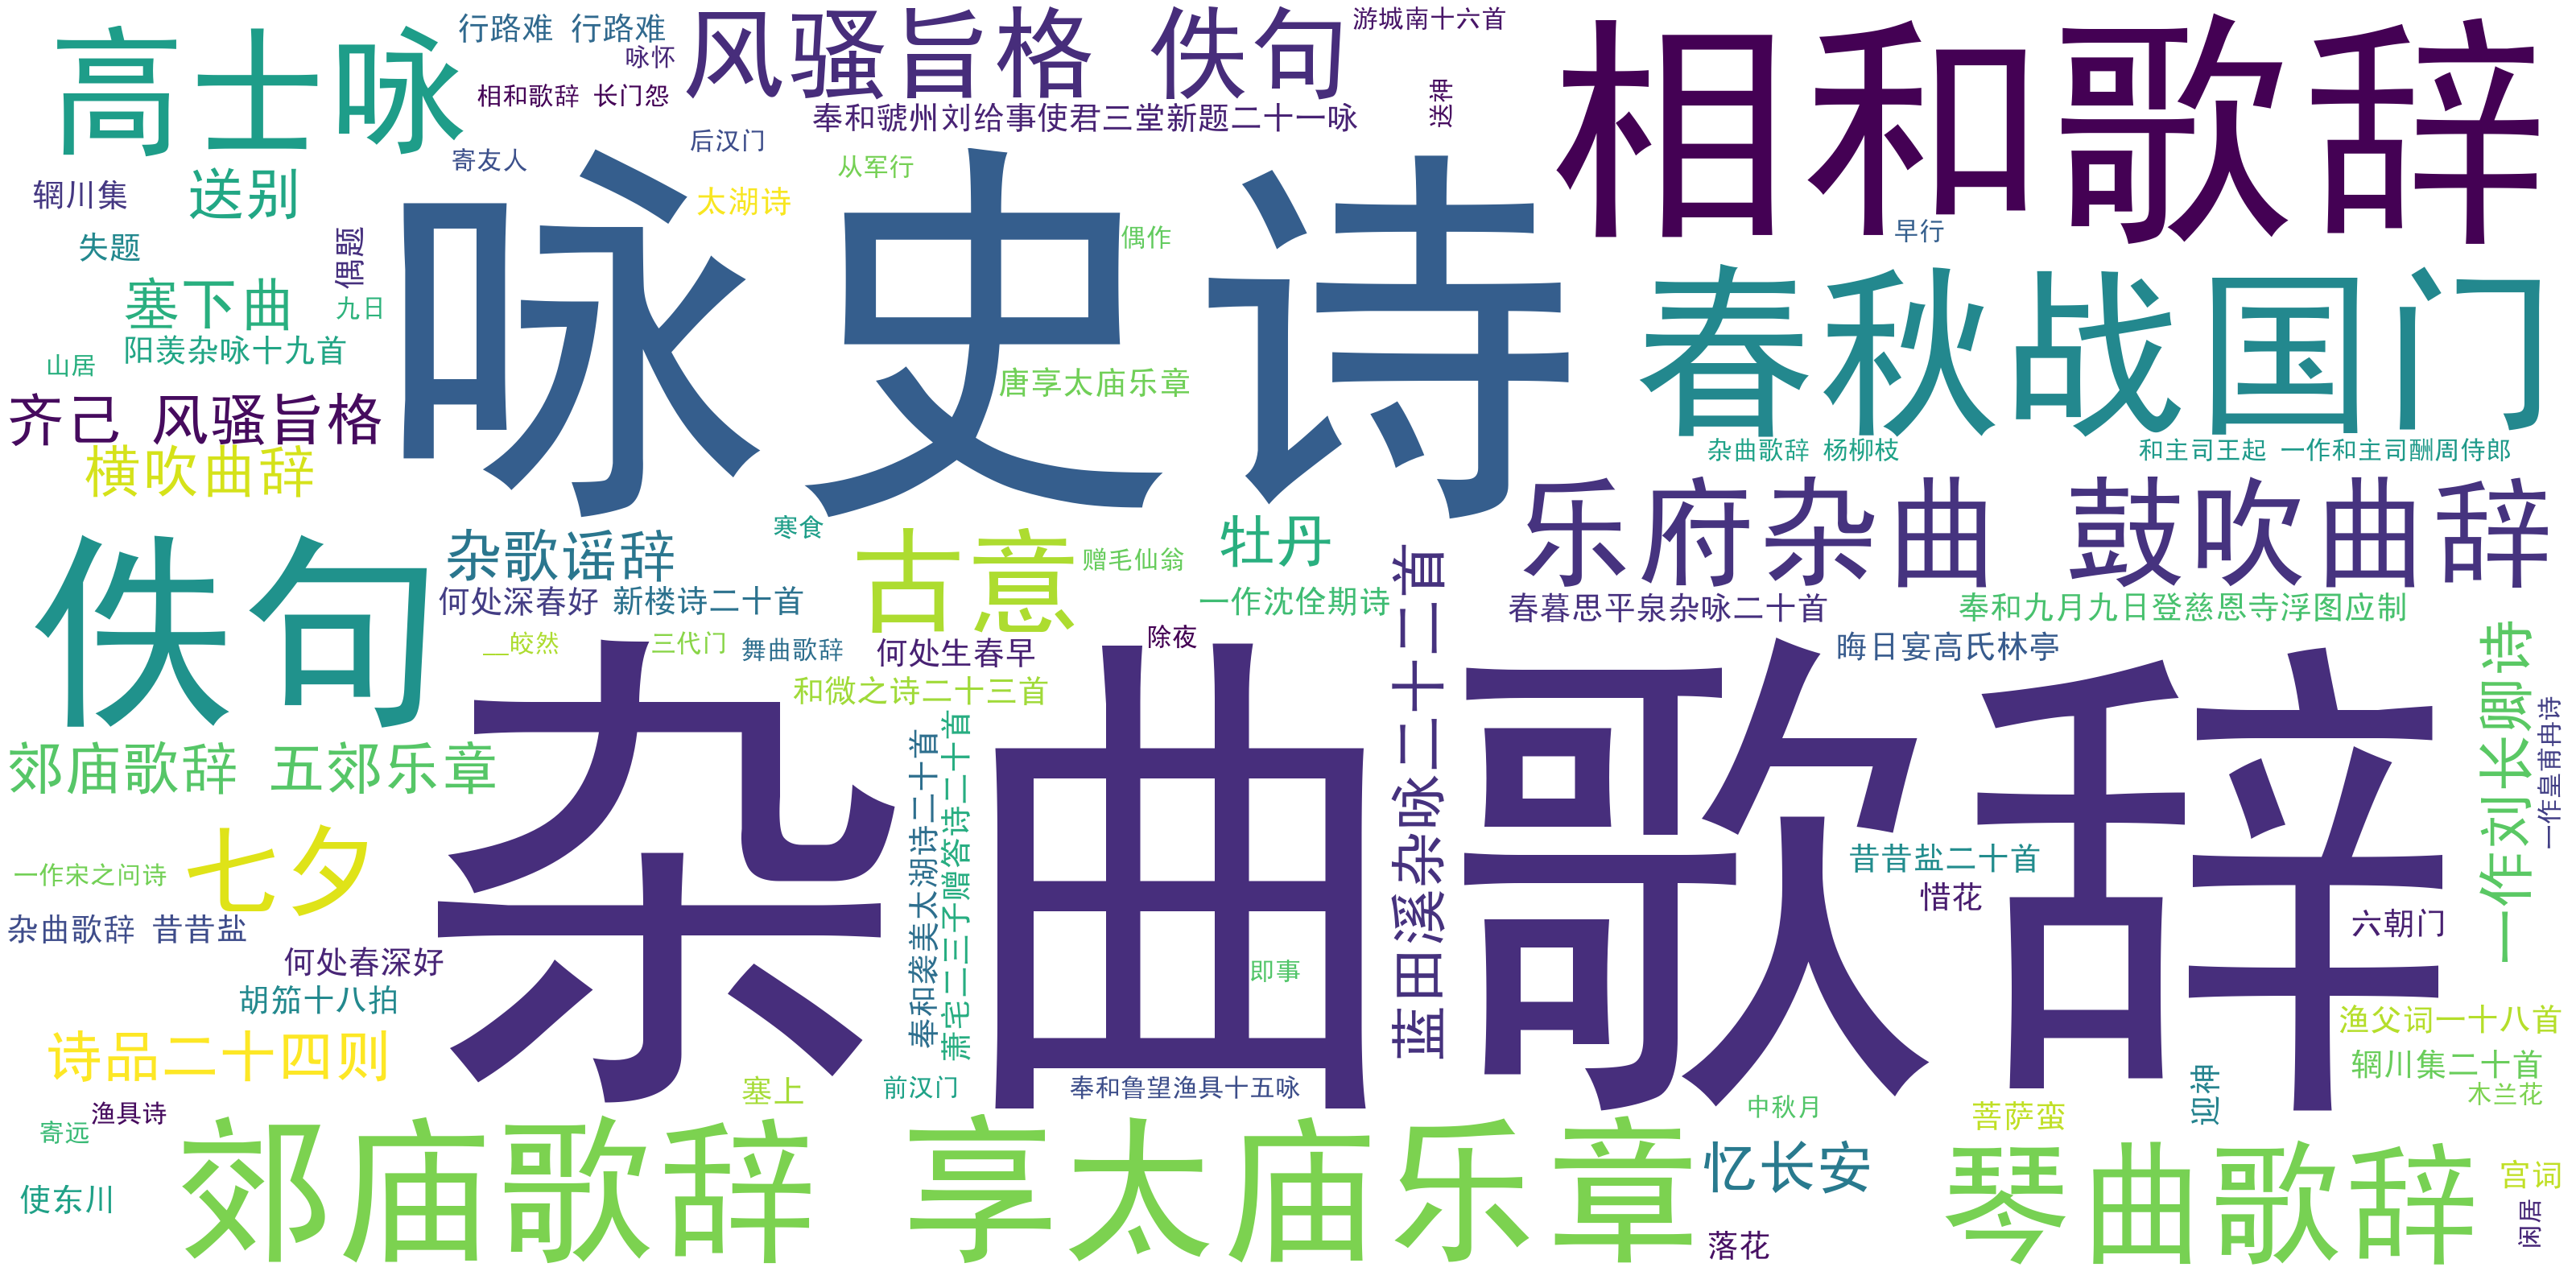 高士咏
行路难 行路难
咏怀
相和歌辞 长门怨
风骚旨格 佚句
游城南十六首
奉和虢州刘给事使君三堂新题二十一咏
送神
相和歌辞
后汉门
寄友人
从军行
辋川集
送别
太湖诗
失题
偶题
咏史诗
偶作
早行
春秋战国门
塞下曲
九日
阳羡杂咏十九首
山居
唐享太庙乐章
齐己 风骚旨格
横吹曲辞
杂曲歌辞 杨柳枝
和主司王起 一作和主司酬周侍郎
乐府杂曲 鼓吹曲辞
佚句
杂歌谣辞
寒食
古意
赠毛仙翁
牡丹
何处深春好
新楼诗二十首
一作沈佺期诗
蓝田溪杂咏二十二首
春暮思平泉杂咏二十首
奉和九月九日登慈恩寺浮图应制
__皎然
三代门
舞曲歌辞
何处生春早
除夜
晦日宴高氏林亭
一作刘长卿诗
一作皇甫冉诗
和微之诗二十三首
杂曲歌辞
郊庙歌辞 五郊乐章
奉和袭美太湖诗二十首
萧宅二三子赠答诗二十首
七夕
一作宋之问诗
昔昔盐二十首
惜花
六朝门
杂曲歌辞 昔昔盐
何处春深好
即事
胡笳十八拍
诗品二十四则
渔父词一十八首
辋川集二十首
木兰花
塞上
前汉门
奉和鲁望渔具十五咏
中秋月
菩萨蛮
迎神
渔具诗
寄远
使东川
郊庙歌辞
享太庙乐章
忆长安
落花
琴曲歌辞
宫词
闲居